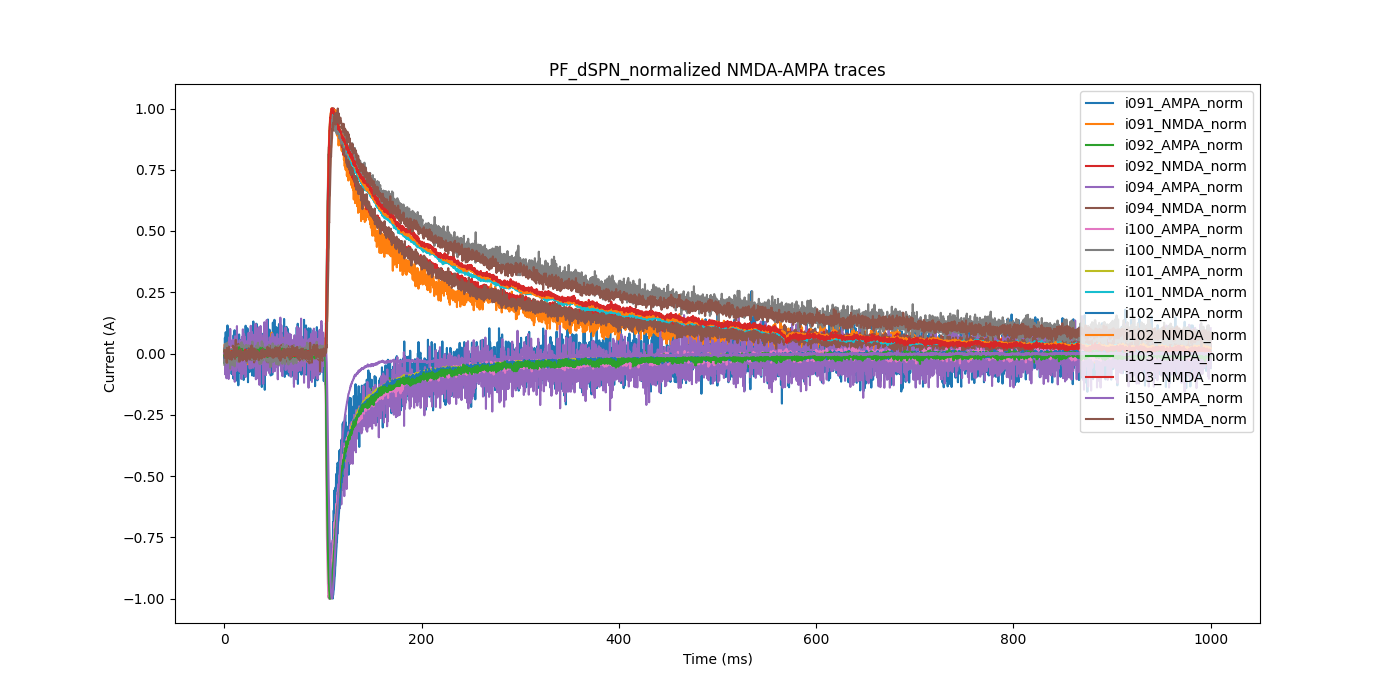 PF_dSPN_normalized NMDA-AMPA traces
1.00
0.75
0.50
0.25
0.00
−0.25
−0.50
−0.75
−1.00
Current (A)
i091_AMPA_norm
i091_NMDA_norm
i092_AMPA_norm
i092_NMDA_norm
i094_AMPA_norm
i094_NMDA_norm
i100_AMPA_norm
i100_NMDA_norm
i101_AMPA_norm
i101_NMDA_norm
i102_AMPA_norm
i102_NMDA_norm
i103_AMPA_norm
i103_NMDA_norm
i150_AMPA_norm
i150_NMDA_norm
0 200 400 600 800 1000
Time (ms)